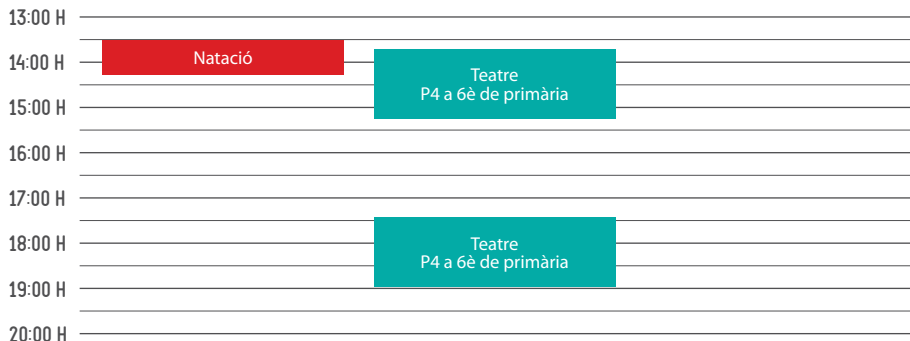 13:00 H
14:00 H
Natació
Teatre
P4 a 6è de primària
15:00 H
16:00 H
17:00 H
18:00 H
Teatre
P4 a 6è de primària
19:00 H
20:00 H